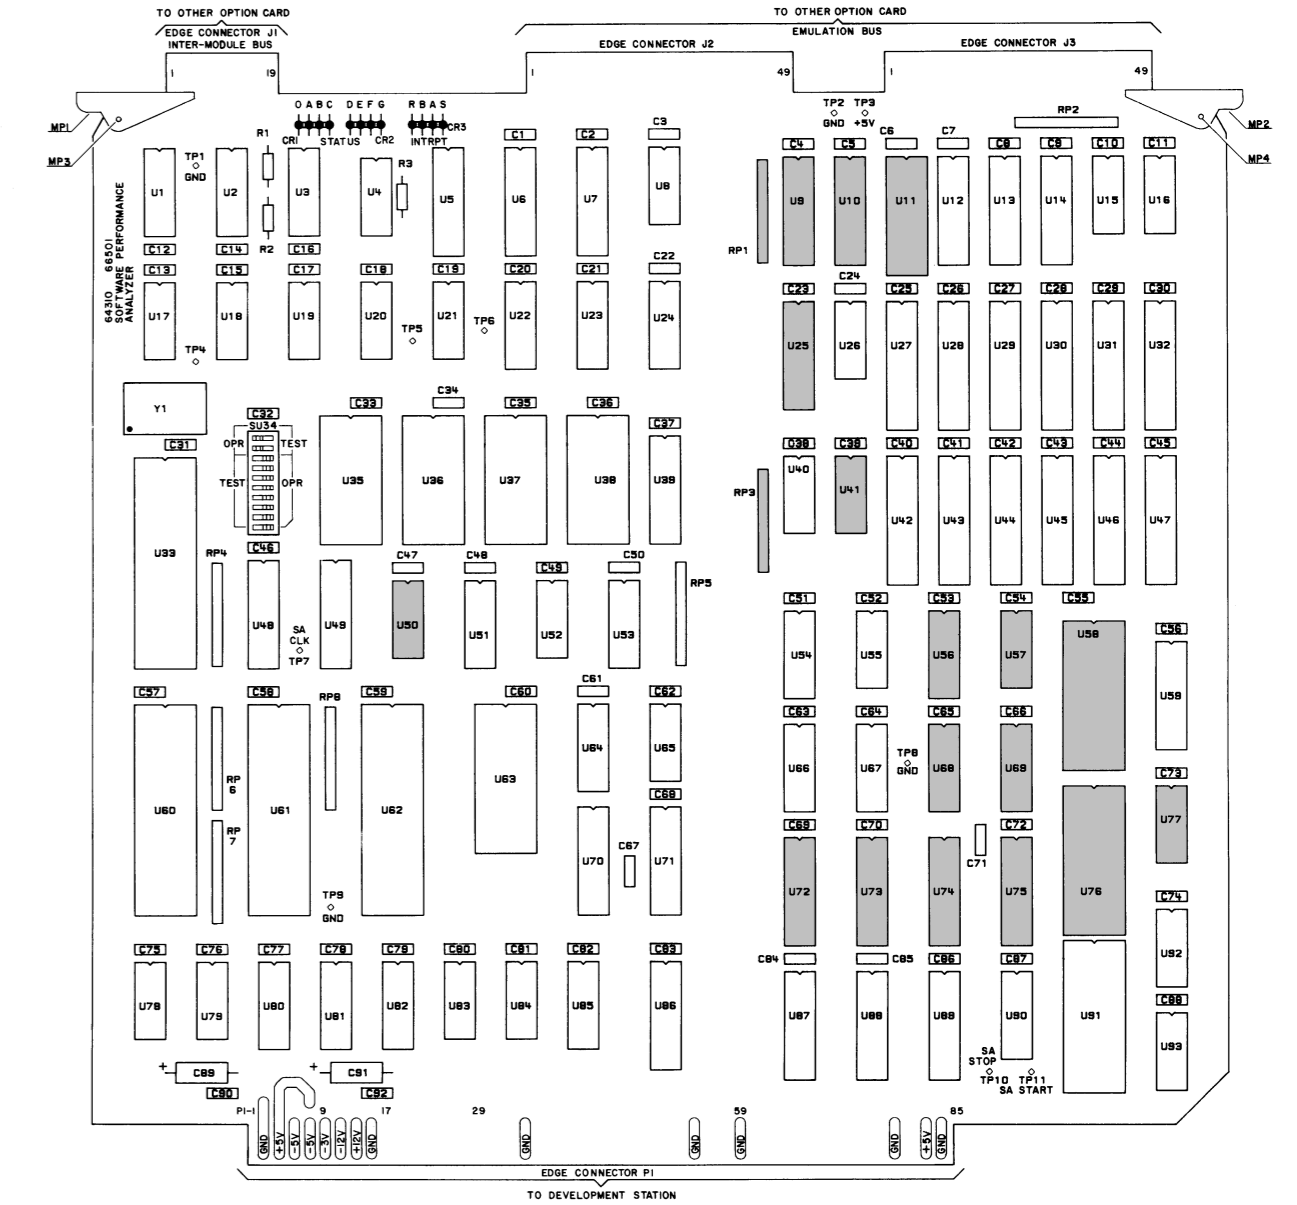 TO OTHER OPTION CARD
TO OTHER OPTION CARD
EDGE CONNECTOR J1
INTER-MODULE BUS
EMULATION BUS
EDGE CONNECTOR J2
EDGE CONNECTOR J3
1 19 1 49 1 49
O A B C D E F G R B A S
CR1 STATUS CR2 INTRPT CR3
MP1
MP3
MP2
MP4
TP2 TP3
GND +5V
RP2
R1 C1 C2 C3 C4 C5 C6 C7 C8 C9 C10 C11
TP1
GND
R3
U1 U2 U3 U4 U5 U6 U7 U8 U9 U10 U11 U12 U13 U14 U15 U16
R2
RP1
64310 66501
SOFTWARE PERFORMANCE
ANALYZER
C12 C14 C16
C13 C15 C17 C18 C19 C20 C21 C22 C23 C24 C25 C26 C27 C28 C29 C30
U17 U18 U19 U20 U21 U22 U23 U24 U25 U26 U27 U28 U29 U30 U31 U32
TP4 TP5 TP6
Y1
C31 C32 C33 C34 C35 C36 C37 O38 C38 C40 C41 C42 C43 C44 C45
SU34
OPR TEST
TEST OPR
U33 U35 U36 U37 U38 U39 U40 U41 U42 U43 U44 U45 U46 U47
RP3
RP4 C46 C47 C48 C49 C50 RP5
U48 U49 U50 U51 U52 U53
SA
CLK
TP7
C51 C52 C53 C54 C55 C56
U54 U55 U56 U57 U58 U59
C57 C58 RP8 C59 C60 C61 C62 C63 C64 C65 C66
U60 U61 U62 U63 U64 U65 U66 U67 U68 U69
TP8
GND
RP
6
RP
7
C68 C67 C69 C70 C71 C72 C73
U70 U71 U72 U73 U74 U75 U76 U77
TP9
GND
C74
C75 C76 C77 C78 C79 C80 C81 C82 C83 C84 C85 C86 C87 C88
U78 U79 U80 U81 U82 U83 U84 U85 U86 U87 U88 U89 U90 U91 U92 U93
SA
STOP
TP10 TP11
SA START
+ C89 + C91
C90 C92
P1-1 9 17 29 59 85
GND +5V -5V -5V -3V -12V +12V GND GND GND GND GND +5V GND
EDGE CONNECTOR P1
TO DEVELOPMENT STATION